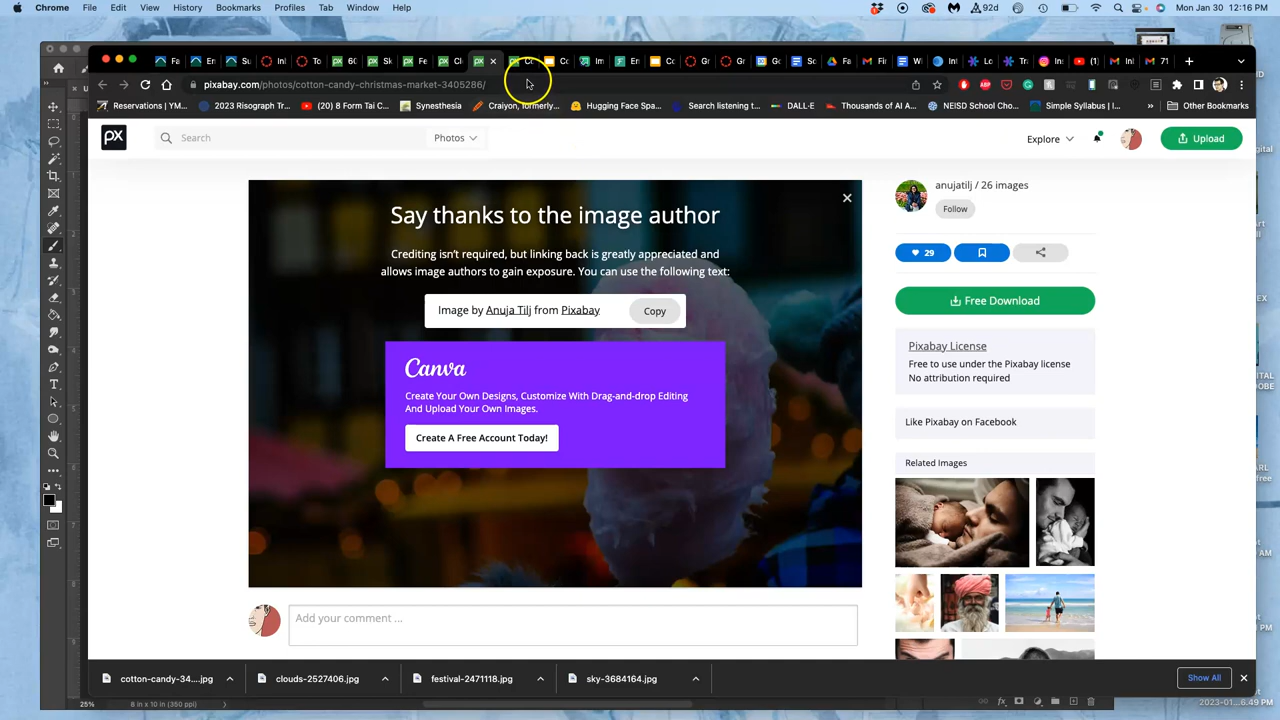 Chrome File Edit View History Bookmarks Profiles Tab Window Help 92d Mon Jan 30 12:16 PM
pixabay.com/photos/cotton-candy-christmas-market-3405286/
Reservations | YM... 2023 Risograph Tr... (20) 8 Form Tai C... Synesthesia Craiyon, formerly... Hugging Face Spa... Search listening t... DALL-E Thousands of AI A... NEISD School Cho... Simple Syllabus | I... » Other Bookmarks
px Search Photos Explore Upload
anujatilj / 26 images
Follow
Say thanks to the image author
Crediting isn't required, but linking back is greatly appreciated and
allows image authors to gain exposure. You can use the following text:
29
Image by Anuja Tilj from Pixabay Copy
Free Download
Canva
Create Your Own Designs, Customize With Drag-and-drop Editing
And Upload Your Own Images.
Create A Free Account Today!
Pixabay License
Free to use under the Pixabay license
No attribution required
Like Pixabay on Facebook
Related Images
Add your comment ...
cotton-candy-34....jpg clouds-2527406.jpg festival-2471118.jpg sky-3684164.jpg Show All
25% 8 in x 10 in (350 ppi)